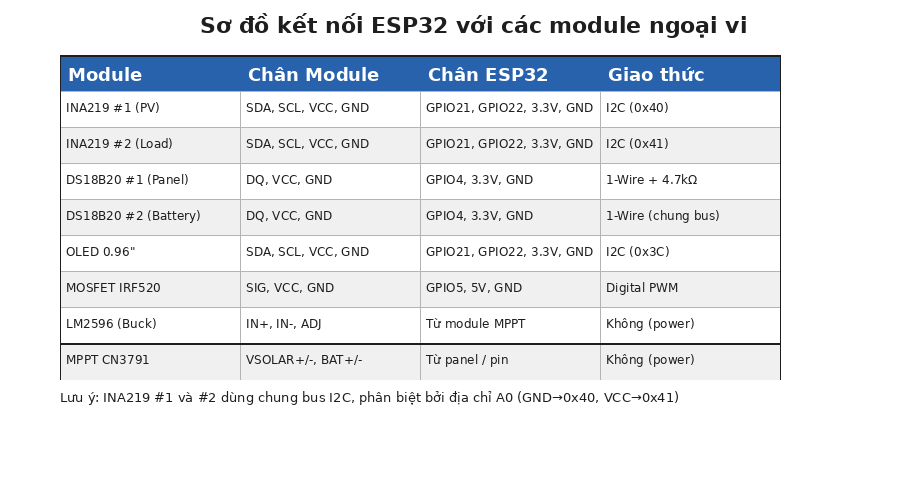 Sơ đồ kết nối ESP32 với các module ngoại vi
Module Chân Module Chân ESP32 Giao thức
INA219 #1 (PV) SDA, SCL, VCC, GND GPIO21, GPIO22, 3.3V, GND I2C (0x40)
INA219 #2 (Load) SDA, SCL, VCC, GND GPIO21, GPIO22, 3.3V, GND I2C (0x41)
DS18B20 #1 (Panel) DQ, VCC, GND GPIO4, 3.3V, GND 1-Wire + 4.7kΩ
DS18B20 #2 (Battery) DQ, VCC, GND GPIO4, 3.3V, GND 1-Wire (chung bus)
OLED 0.96" SDA, SCL, VCC, GND GPIO21, GPIO22, 3.3V, GND I2C (0x3C)
MOSFET IRF520 SIG, VCC, GND GPIO5, 5V, GND Digital PWM
LM2596 (Buck) IN+, IN-, ADJ Từ module MPPT Không (power)
MPPT CN3791 VSOLAR+/-, BAT+/- Từ panel / pin Không (power)
Lưu ý: INA219 #1 và #2 dùng chung bus I2C, phân biệt bởi địa chỉ A0 (GND→0x40, VCC→0x41)